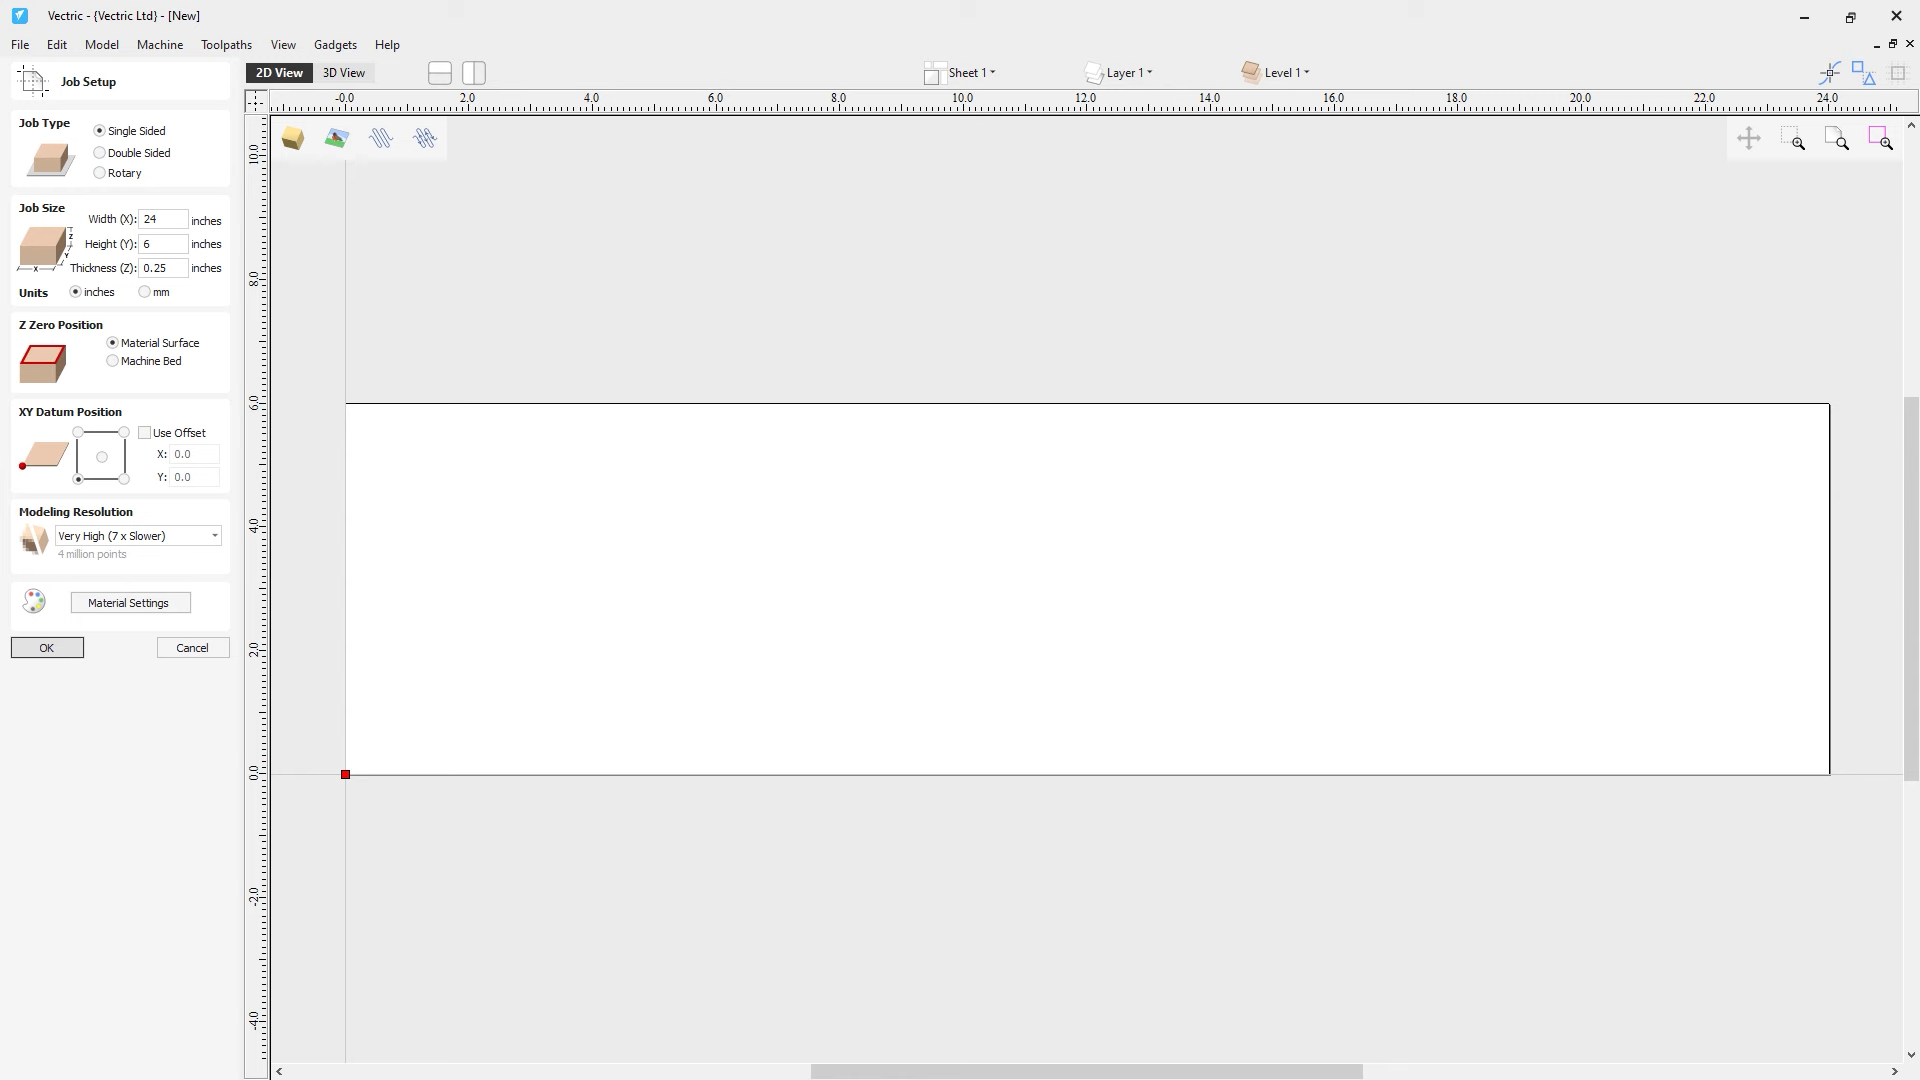 Vectric - {Vectric Ltd} - [New]
File Edit Model Machine Toolpaths View Gadgets Help
Job Setup
2D View 3D View Sheet 1 Layer 1 Level 1
-0.0 2.0 4.0 6.0 8.0 10.0 12.0 14.0 16.0 18.0 20.0 22.0 24.0
Job Type
Single Sided
Double Sided
Rotary
Job Size
Width (X): 24 inches
Height (Y): 6 inches
Thickness (Z): 0.25 inches
Z
Y
X
Units inches mm
Z Zero Position
Material Surface
Machine Bed
XY Datum Position
Use Offset
X: 0.0
Y: 0.0
Modeling Resolution
Very High (7 x Slower)
4 million points
Material Settings
OK Cancel
10.0
8.0
6.0
4.0
2.0
0.0
-2.0
-4.0